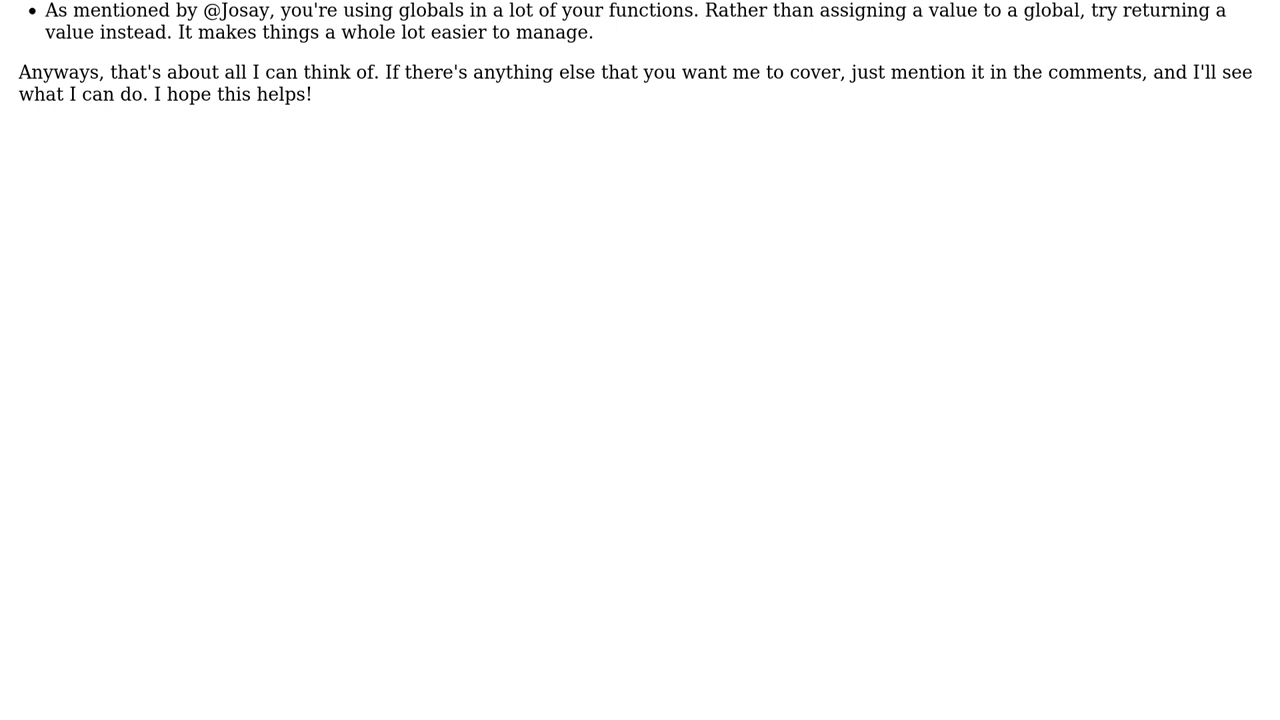 • As mentioned by @Josay, you're using globals in a lot of your functions. Rather than assigning a value to a global, try returning a
value instead. It makes things a whole lot easier to manage.
Anyways, that's about all I can think of. If there's anything else that you want me to cover, just mention it in the comments, and I'll see
what I can do. I hope this helps!